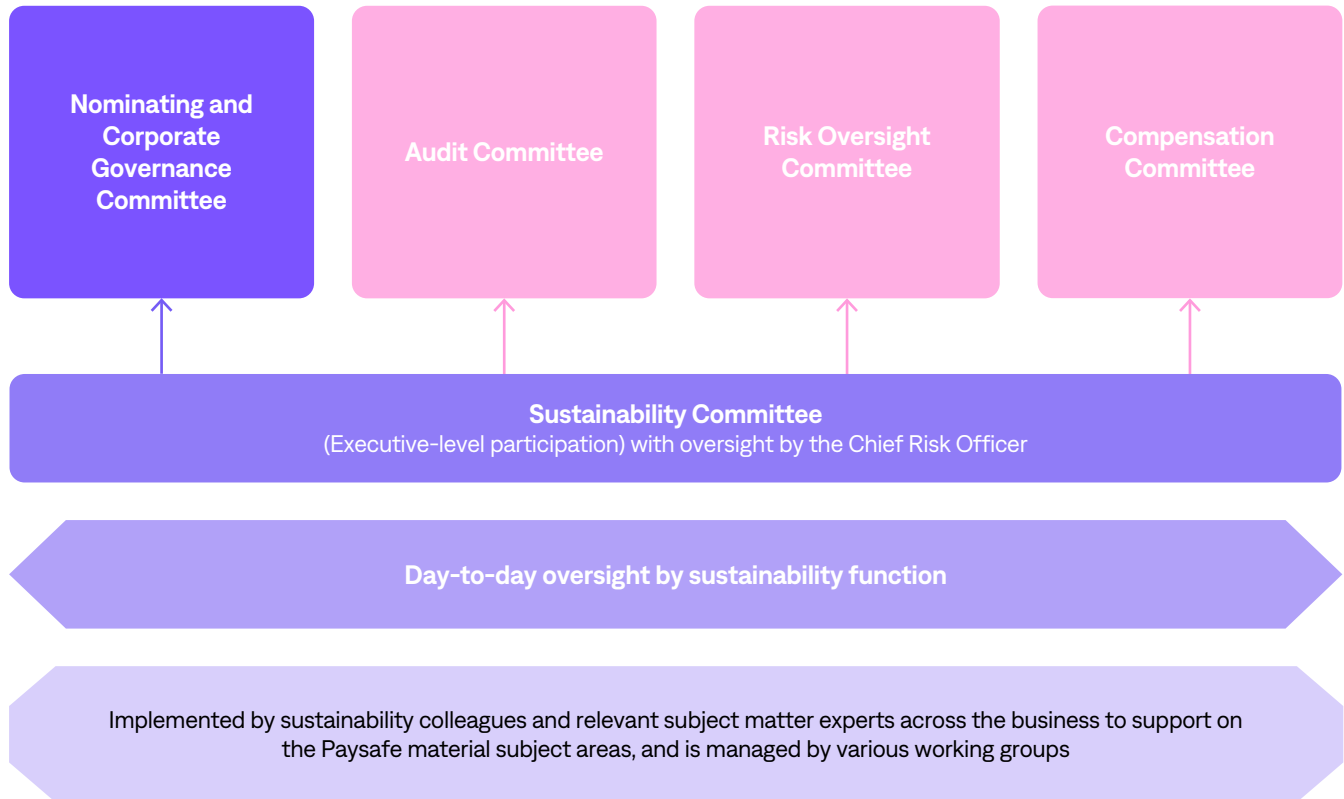 Nominating and
Corporate
Governance
Committee
Audit Committee
Risk Oversight
Committee
Compensation
Committee
Sustainability Committee
(Executive-level participation) with oversight by the Chief Risk Officer
Day-to-day oversight by sustainability function
Implemented by sustainability colleagues and relevant subject matter experts across the business to support on
the Paysafe material subject areas, and is managed by various working groups